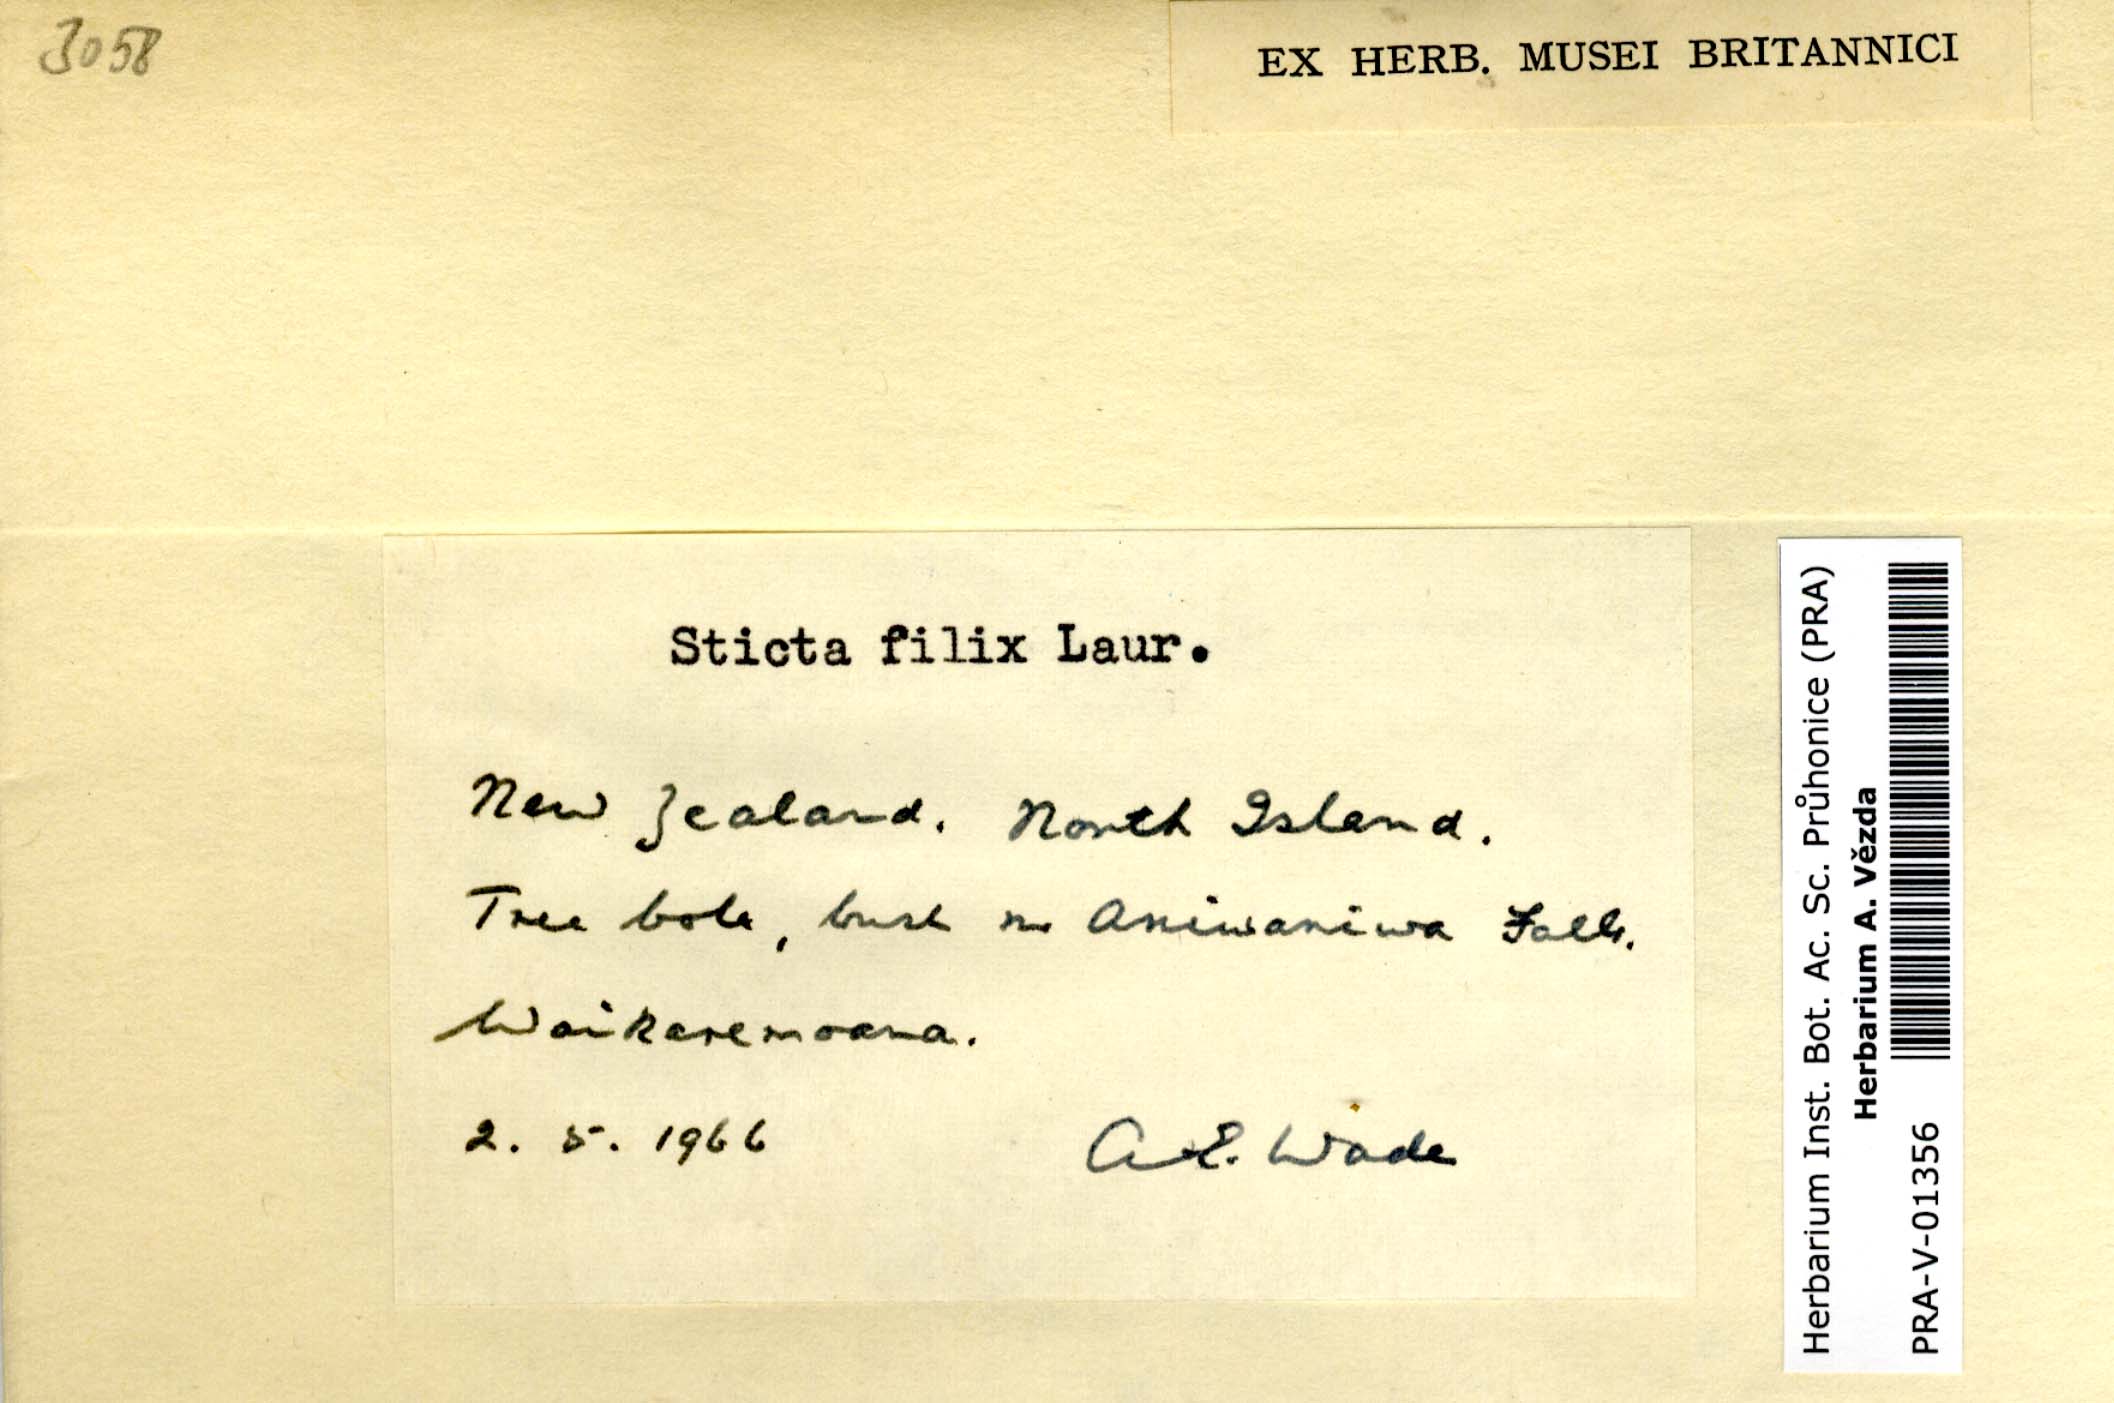 3058
EX HERB. MUSEI BRITANNICI
Sticta filix Laur.
New Zealand. North Island.
Tree bole, bush nr Aniwaniwa Falls.
Waikaremoana.
2. 5. 1966 A.E. Wade
Herbarium Inst. Bot. Ac. Sc. Průhonice (PRA)
Herbarium A. Vězda
PRA-V-01356